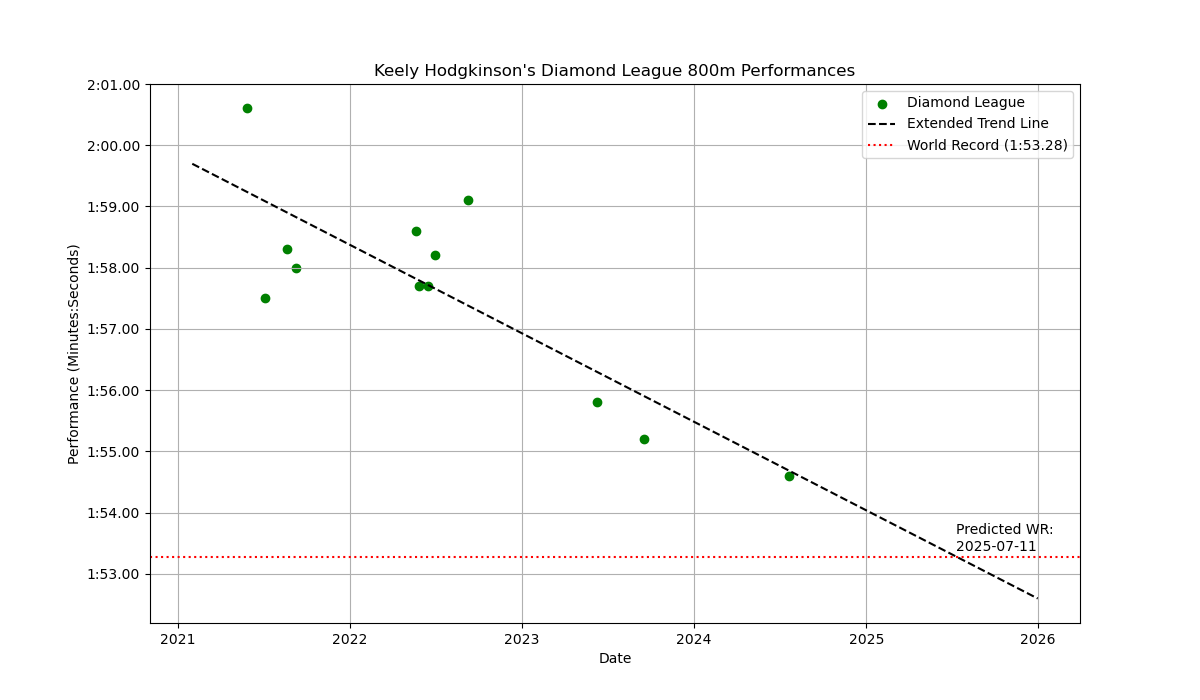 Keely Hodgkinson's Diamond League 800m Performances
2:01.00
2:00.00
1:59.00
1:58.00
1:57.00
1:56.00
1:55.00
1:54.00
1:53.00
Performance (Minutes:Seconds)
Diamond League
Extended Trend Line
World Record (1:53.28)
Predicted WR:
2025-07-11
2021
2022
2023
2024
2025
2026
Date